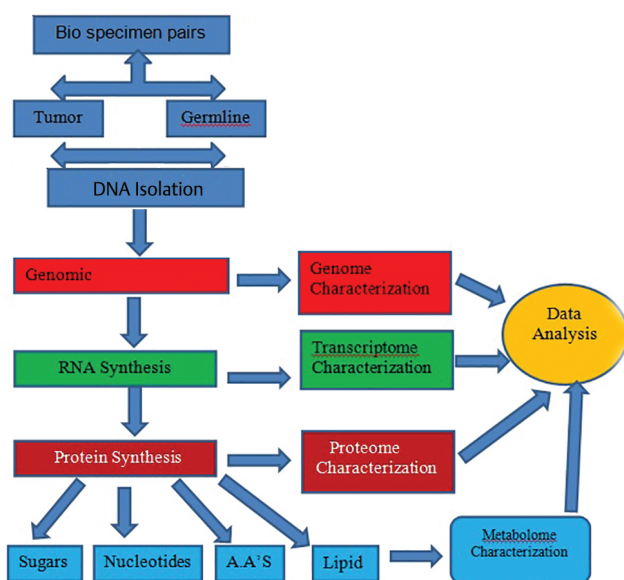 Bio specimen pairs
Tumor
Germline
DNA Isolation
Genomic
Genome
Characterization
Data
Analysis
RNA Synthesis
Transcriptome
Characterization
Protein Synthesis
Proteome
Characterization
Sugars
Nucleotides
A.A'S
Lipid
Metabolome
Characterization